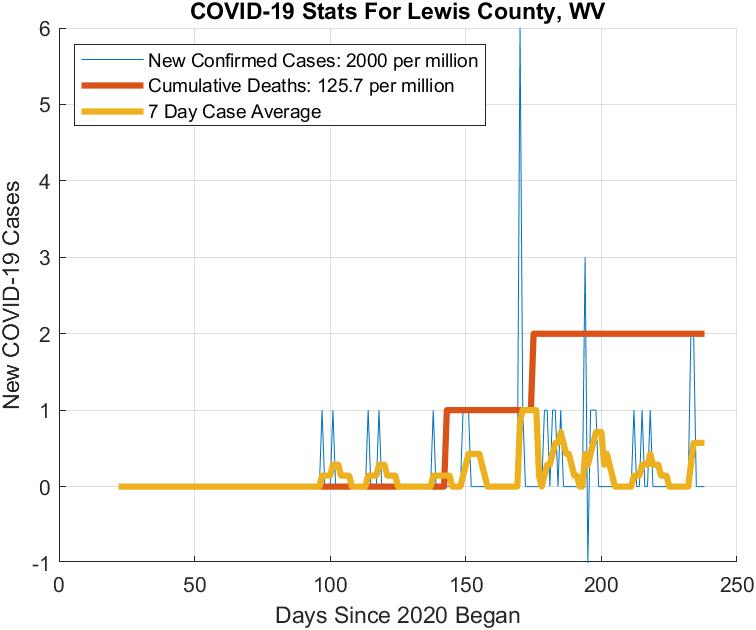 COVID-19 Stats For Lewis County, WV
New Confirmed Cases: 2000 per million
Cumulative Deaths: 125.7 per million
7 Day Case Average
New COVID-19 Cases
6
5
4
3
2
1
0
-1
0 50 100 150 200 250
Days Since 2020 Began